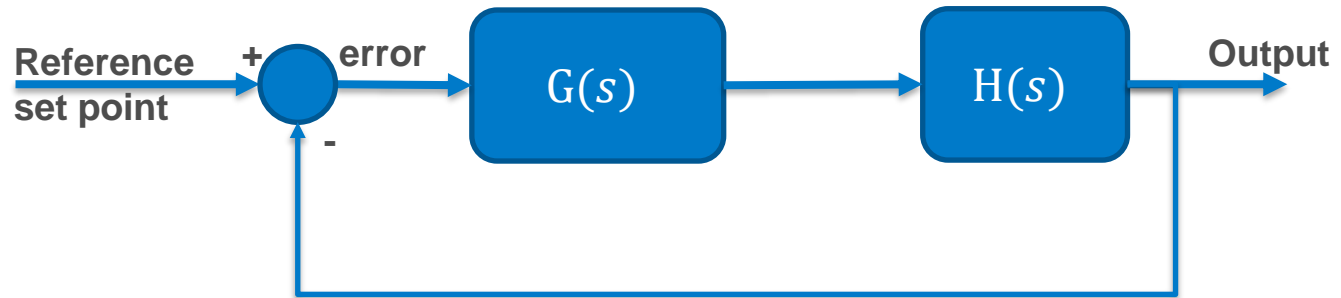 Reference
set point
+
error
-
G(s)
H(s)
Output